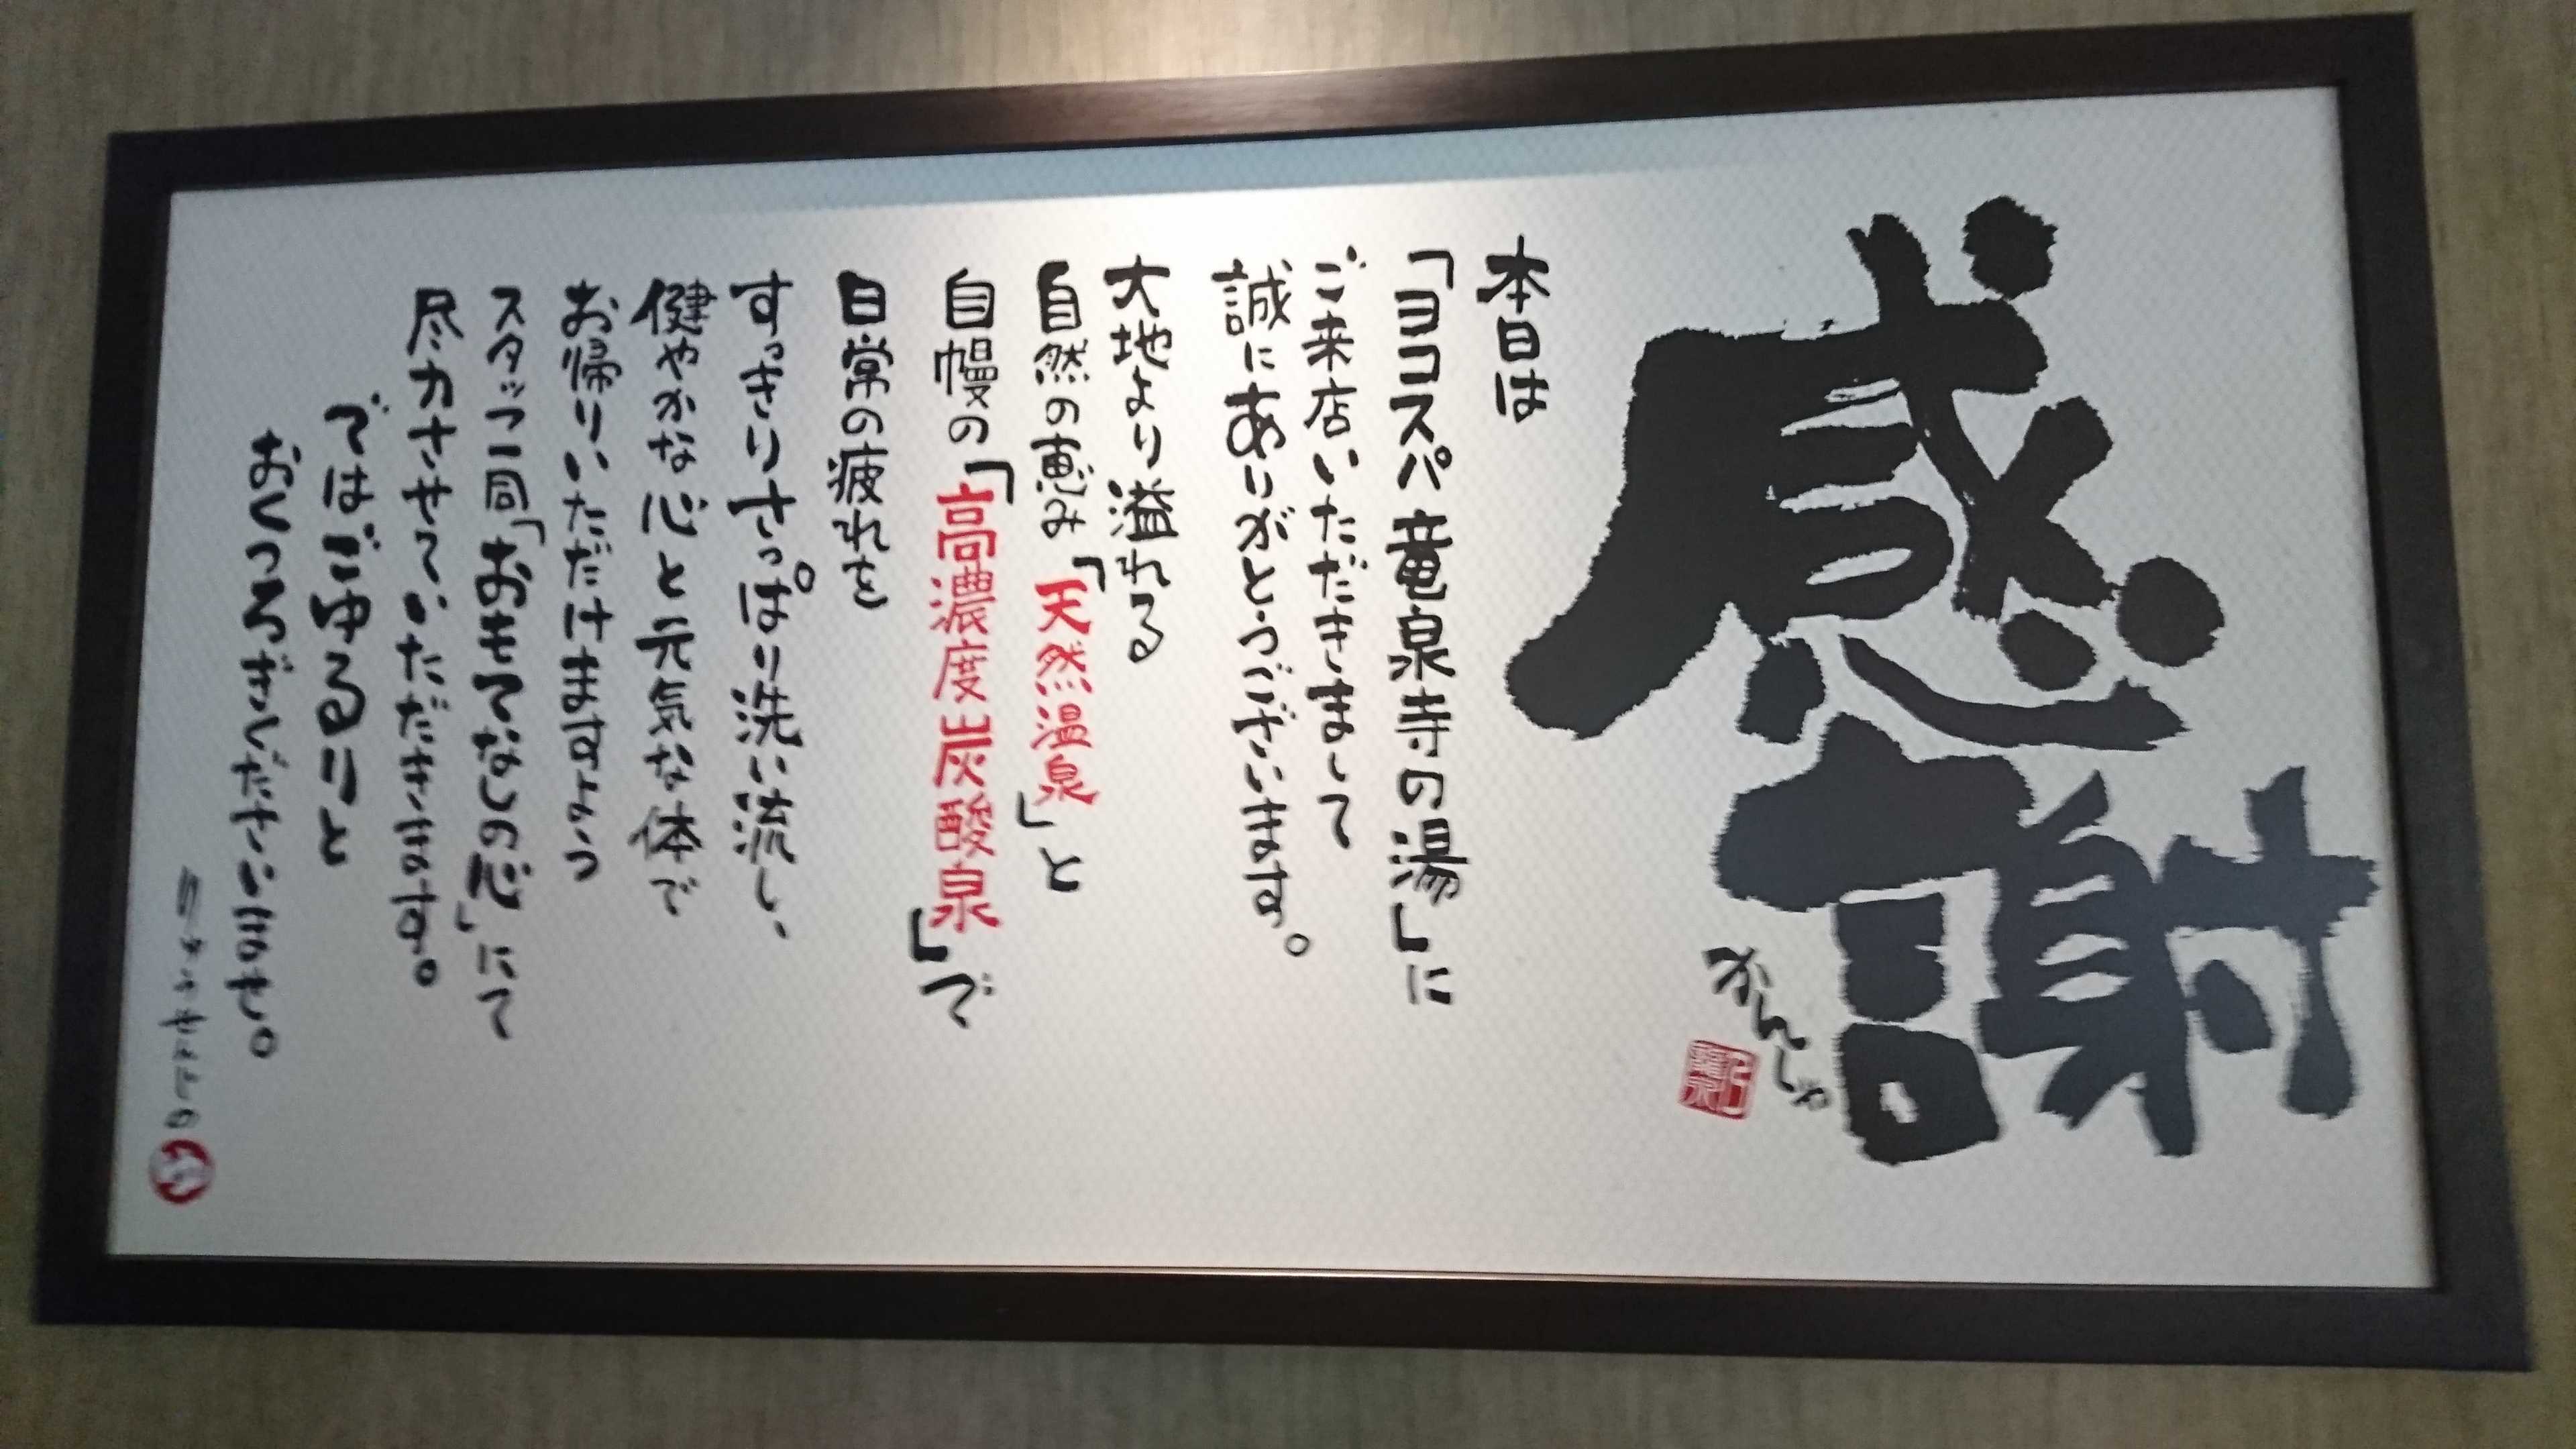 感謝
かんしゃ
本日は
「ヨコスパ 竜泉寺の湯」に
ご来店いただきまして
誠にありがとうございます。
大地より溢れる
自然の恵み「天然温泉」と
自慢の「高濃度炭酸泉」で
日常の疲れを
すっきりさっぱり洗い流し、
健やかな心と元気な体で
お帰りいただけますよう
スタッフ一同「おもてなしの心」にて
尽力させていただきます。
ではごゆるりと
おくつろぎくださいませ。